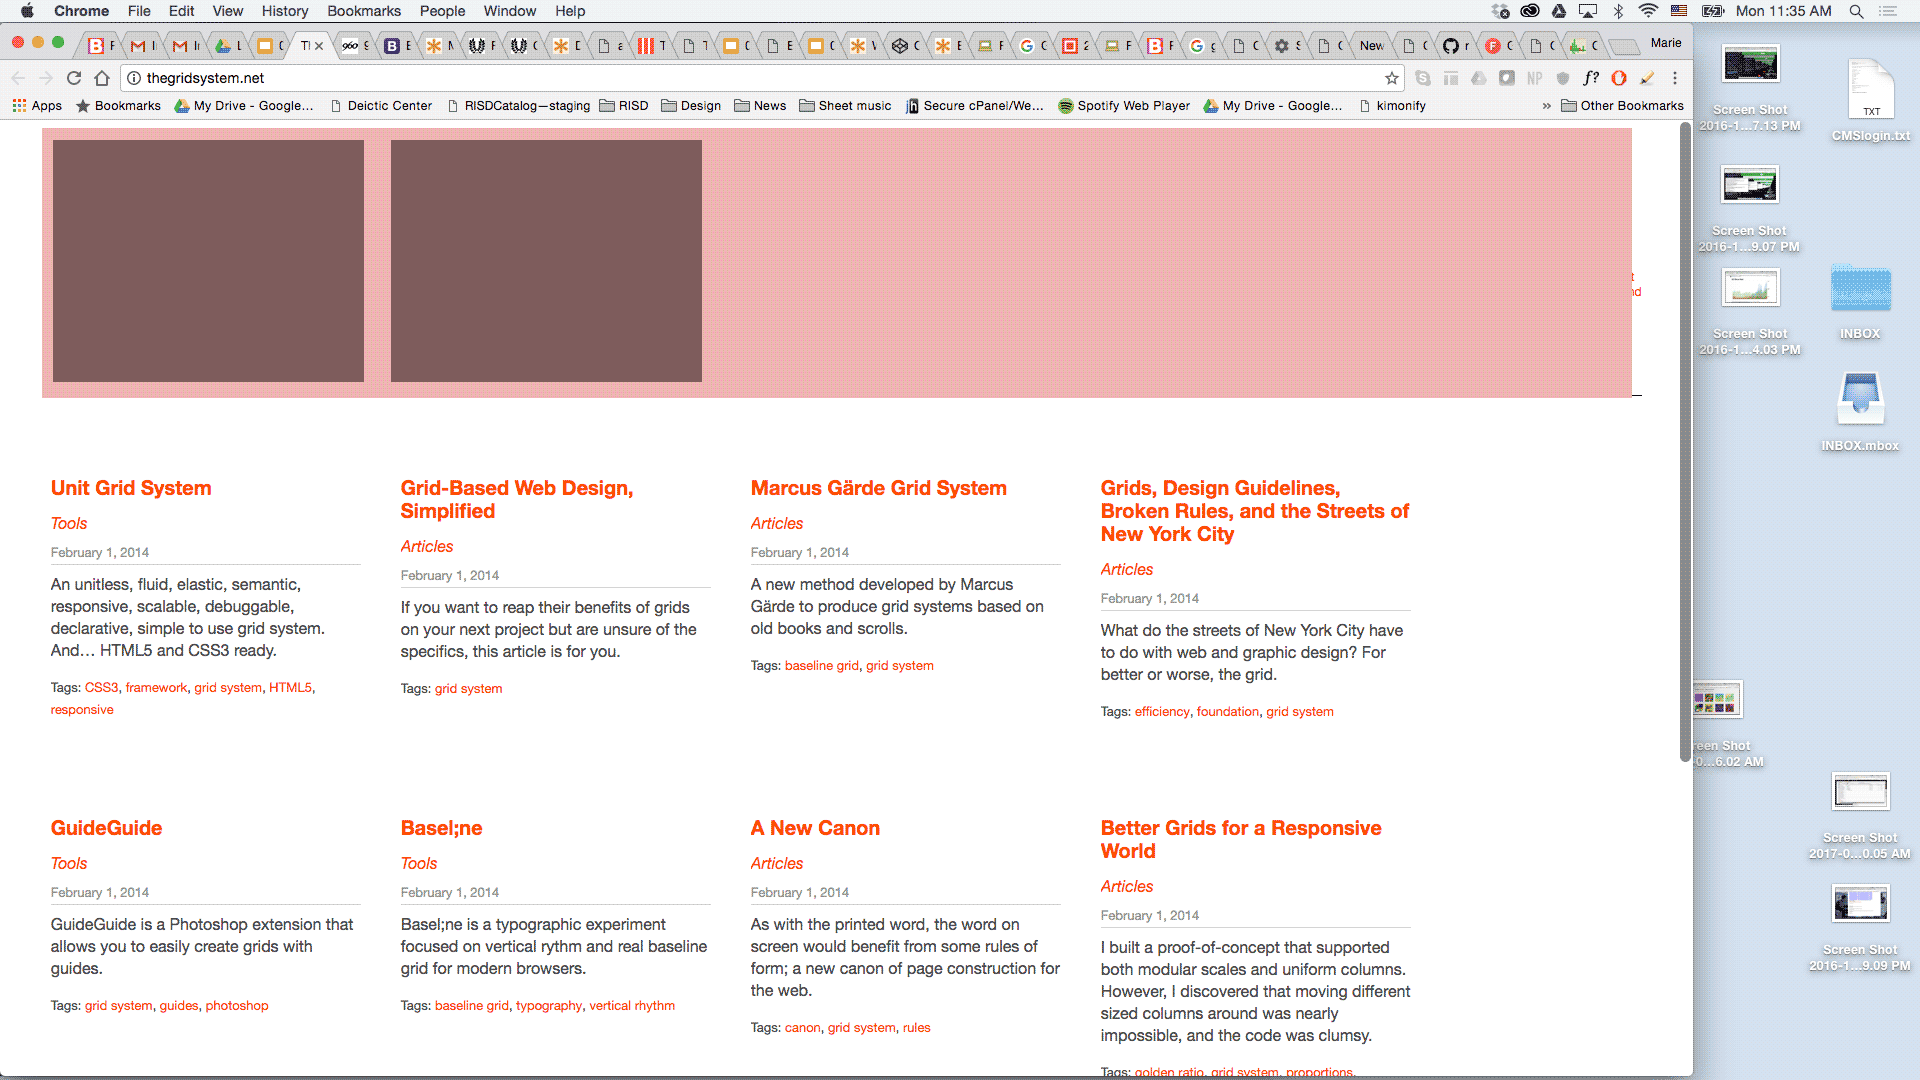 Chrome File Edit View History Bookmarks People Window Help Mon 11:35 AM
Marie
thegridsystem.net
Apps Bookmarks My Drive - Google... Deictic Center RISDCatalog—staging RISD Design News Sheet music Secure cPanel/We... Spotify Web Player My Drive - Google... kimonify » Other Bookmarks
Unit Grid System
Tools
February 1, 2014
An unitless, fluid, elastic, semantic,
responsive, scalable, debuggable,
declarative, simple to use grid system.
And… HTML5 and CSS3 ready.
Tags: CSS3, framework, grid system, HTML5,
responsive
Grid-Based Web Design,
Simplified
Articles
February 1, 2014
If you want to reap their benefits of grids
on your next project but are unsure of the
specifics, this article is for you.
Tags: grid system
Marcus Gärde Grid System
Articles
February 1, 2014
A new method developed by Marcus
Gärde to produce grid systems based on
old books and scrolls.
Tags: baseline grid, grid system
Grids, Design Guidelines,
Broken Rules, and the Streets of
New York City
Articles
February 1, 2014
What do the streets of New York City have
to do with web and graphic design? For
better or worse, the grid.
Tags: efficiency, foundation, grid system
GuideGuide
Tools
February 1, 2014
GuideGuide is a Photoshop extension that
allows you to easily create grids with
guides.
Tags: grid system, guides, photoshop
Basel;ne
Tools
February 1, 2014
Basel;ne is a typographic experiment
focused on vertical rythm and real baseline
grid for modern browsers.
Tags: baseline grid, typography, vertical rhythm
A New Canon
Articles
February 1, 2014
As with the printed word, the word on
screen would benefit from some rules of
form; a new canon of page construction for
the web.
Tags: canon, grid system, rules
Better Grids for a Responsive
World
Articles
February 1, 2014
I built a proof-of-concept that supported
both modular scales and uniform columns.
However, I discovered that moving different
sized columns around was nearly
impossible, and the code was clumsy.
Tags: golden ratio, grid system, proportions,
Screen Shot
2016-1...7.13 PM
TXT
CMSlogin.txt
Screen Shot
2016-1...9.07 PM
Screen Shot
2016-1...4.03 PM
INBOX
INBOX.mbox
reen Shot
-0...6.02 AM
Screen Shot
2017-0...0.05 AM
Screen Shot
2016-1...9.09 PM